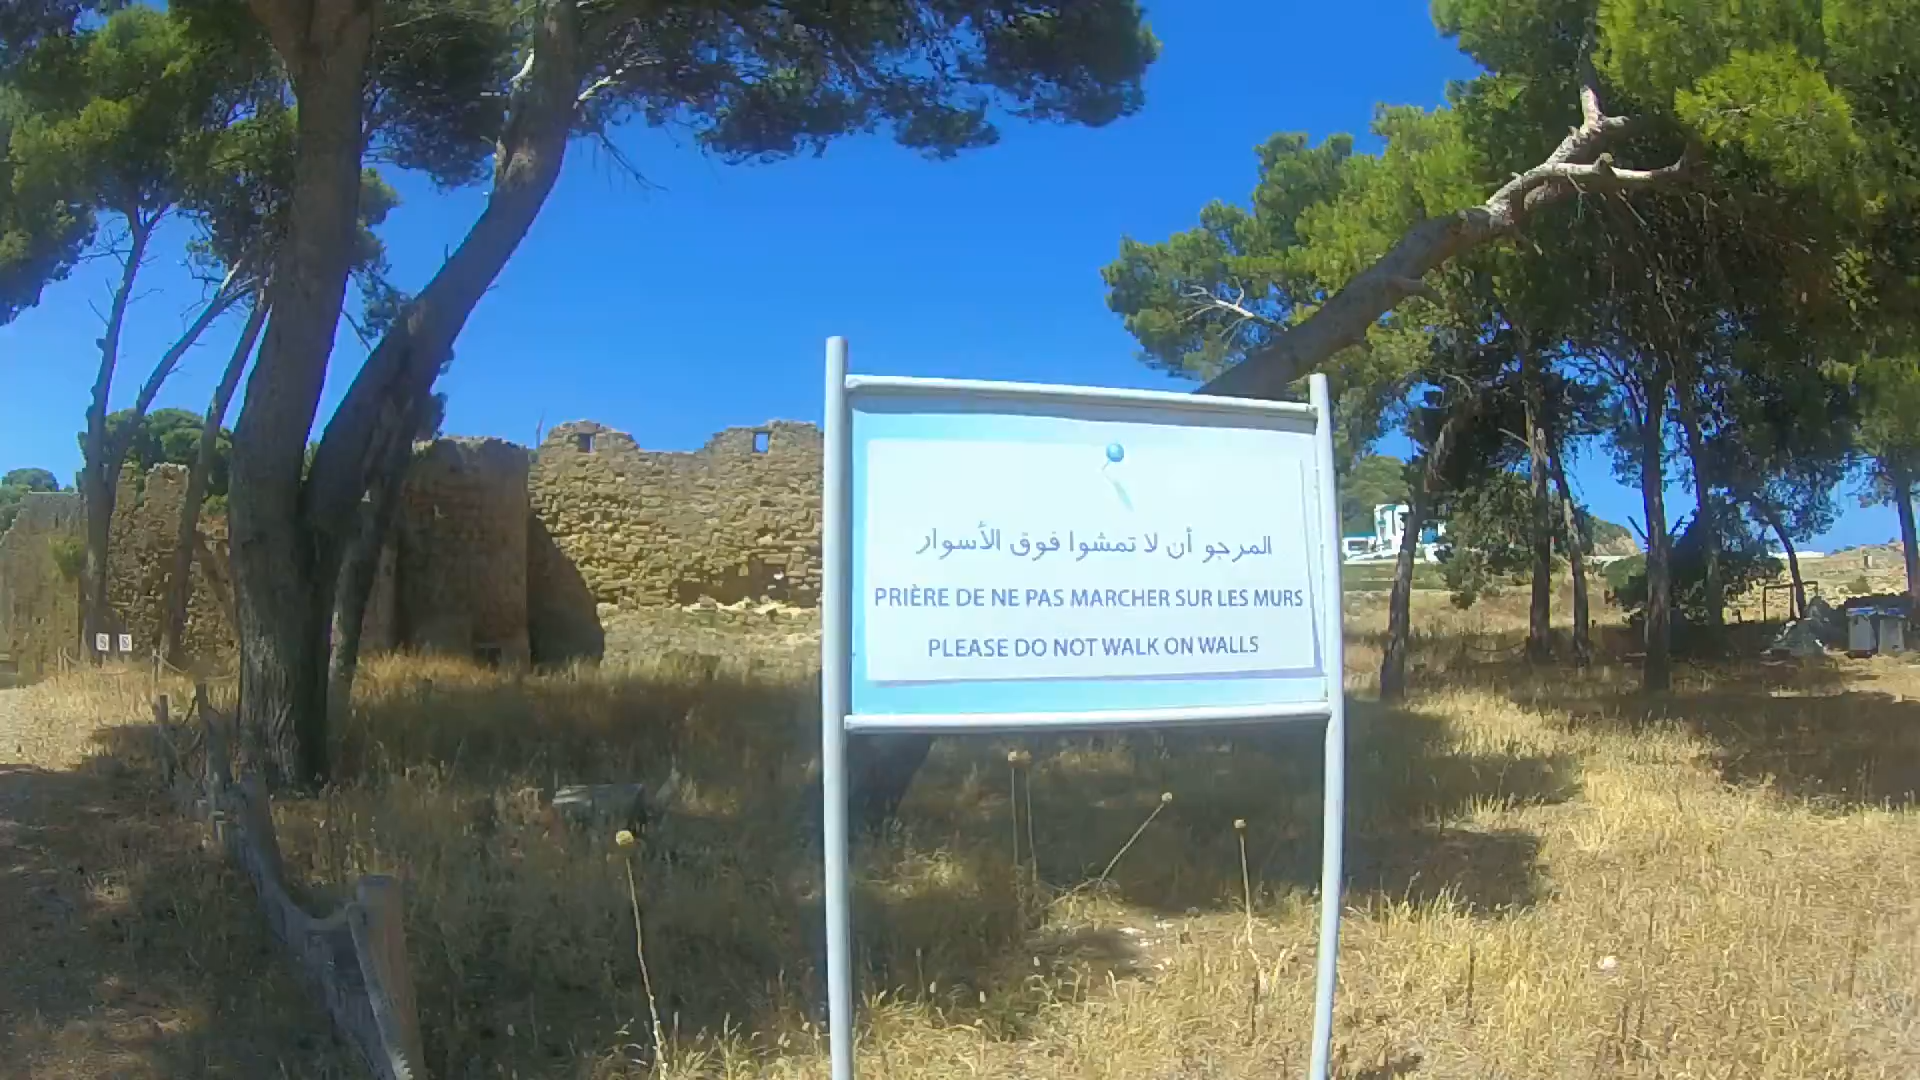 المرجو أن لا تمشوا فوق الأسوار
PRIÈRE DE NE PAS MARCHER SUR LES MURS
PLEASE DO NOT WALK ON WALLS